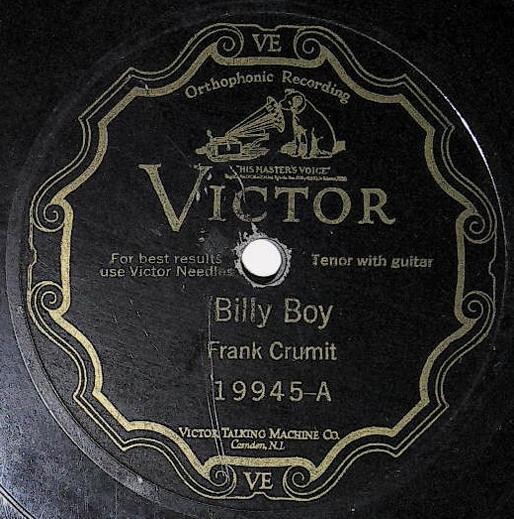 VE
Orthophonic Recording
"HIS MASTER'S VOICE"
VICTOR
For best results
use Victor Needles
Tenor with guitar
Billy Boy
Frank Crumit
19945-A
VICTOR TALKING MACHINE CO.
Camden, N.J.
VE